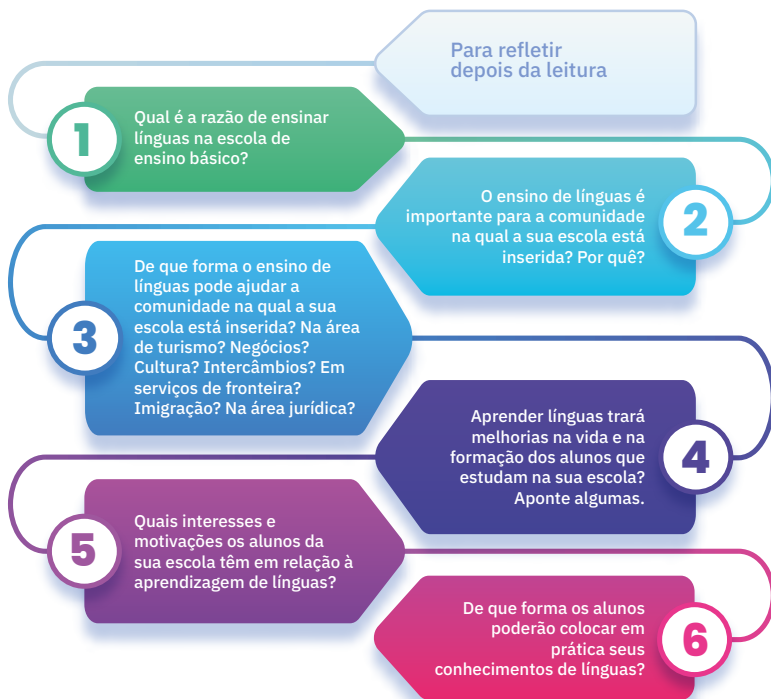 Para refletir
depois da leitura
1
Qual é a razão de ensinar
línguas na escola de
ensino básico?
2
O ensino de línguas é
importante para a comunidade
na qual a sua escola está
inserida? Por quê?
3
De que forma o ensino de
línguas pode ajudar a
comunidade na qual a sua
escola está inserida? Na área
de turismo? Negócios?
Cultura? Intercâmbios? Em
serviços de fronteira?
Imigração? Na área jurídica?
4
Aprender línguas trará
melhorias na vida e na
formação dos alunos que
estudam na sua escola?
Aponte algumas.
5
Quais interesses e
motivações os alunos da
sua escola têm em relação à
aprendizagem de línguas?
6
De que forma os alunos
poderão colocar em
prática seus
conhecimentos de línguas?